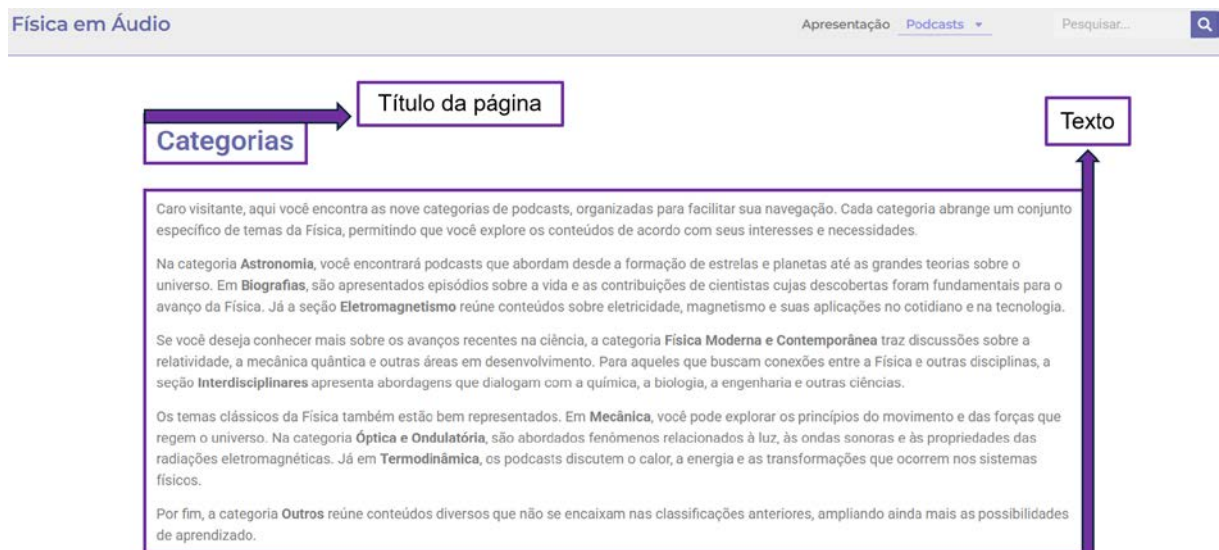 Física em Áudio
Apresentação Podcasts
Pesquisar...
Título da página
Texto
Categorias
Caro visitante, aqui você encontra as nove categorias de podcasts, organizadas para facilitar sua navegação. Cada categoria abrange um conjunto
específico de temas da Física, permitindo que você explore os conteúdos de acordo com seus interesses e necessidades.
Na categoria Astronomia, você encontrará podcasts que abordam desde a formação de estrelas e planetas até as grandes teorias sobre o
universo. Em Biografias, são apresentados episódios sobre a vida e as contribuições de cientistas cujas descobertas foram fundamentais para o
avanço da Física. Já a seção Eletromagnetismo reúne conteúdos sobre eletricidade, magnetismo e suas aplicações no cotidiano e na tecnologia.
Se você deseja conhecer mais sobre os avanços recentes na ciência, a categoria Física Moderna e Contemporânea traz discussões sobre a
relatividade, a mecânica quântica e outras áreas em desenvolvimento. Para aqueles que buscam conexões entre a Física e outras disciplinas, a
seção Interdisciplinares apresenta abordagens que dialogam com a química, a biologia, a engenharia e outras ciências.
Os temas clássicos da Física também estão bem representados. Em Mecânica, você pode explorar os princípios do movimento e das forças que
regem o universo. Na categoria Óptica e Ondulatória, são abordados fenômenos relacionados à luz, às ondas sonoras e às propriedades das
radiações eletromagnéticas. Já em Termodinâmica, os podcasts discutem o calor, a energia e as transformações que ocorrem nos sistemas
físicos.
Por fim, a categoria Outros reúne conteúdos diversos que não se encaixam nas classificações anteriores, ampliando ainda mais as possibilidades
de aprendizado.